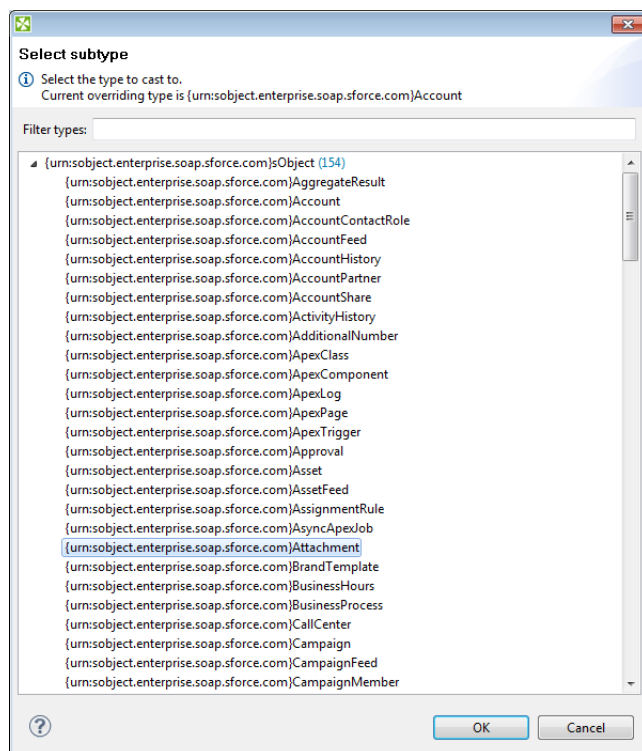 Select subtype
Select the type to cast to.
Current overriding type is {urn:sobject.enterprise.soap.sforce.com}Account
Filter types:
{urn:sobject.enterprise.soap.sforce.com}sObject (154)
{urn:sobject.enterprise.soap.sforce.com}AggregateResult
{urn:sobject.enterprise.soap.sforce.com}Account
{urn:sobject.enterprise.soap.sforce.com}AccountContactRole
{urn:sobject.enterprise.soap.sforce.com}AccountFeed
{urn:sobject.enterprise.soap.sforce.com}AccountHistory
{urn:sobject.enterprise.soap.sforce.com}AccountPartner
{urn:sobject.enterprise.soap.sforce.com}AccountShare
{urn:sobject.enterprise.soap.sforce.com}ActivityHistory
{urn:sobject.enterprise.soap.sforce.com}AdditionalNumber
{urn:sobject.enterprise.soap.sforce.com}ApexClass
{urn:sobject.enterprise.soap.sforce.com}ApexComponent
{urn:sobject.enterprise.soap.sforce.com}ApexLog
{urn:sobject.enterprise.soap.sforce.com}ApexPage
{urn:sobject.enterprise.soap.sforce.com}ApexTrigger
{urn:sobject.enterprise.soap.sforce.com}Approval
{urn:sobject.enterprise.soap.sforce.com}Asset
{urn:sobject.enterprise.soap.sforce.com}AssetFeed
{urn:sobject.enterprise.soap.sforce.com}AssignmentRule
{urn:sobject.enterprise.soap.sforce.com}AsyncApexJob
{urn:sobject.enterprise.soap.sforce.com}Attachment
{urn:sobject.enterprise.soap.sforce.com}BrandTemplate
{urn:sobject.enterprise.soap.sforce.com}BusinessHours
{urn:sobject.enterprise.soap.sforce.com}BusinessProcess
{urn:sobject.enterprise.soap.sforce.com}CallCenter
{urn:sobject.enterprise.soap.sforce.com}Campaign
{urn:sobject.enterprise.soap.sforce.com}CampaignFeed
{urn:sobject.enterprise.soap.sforce.com}CampaignMember
OK Cancel